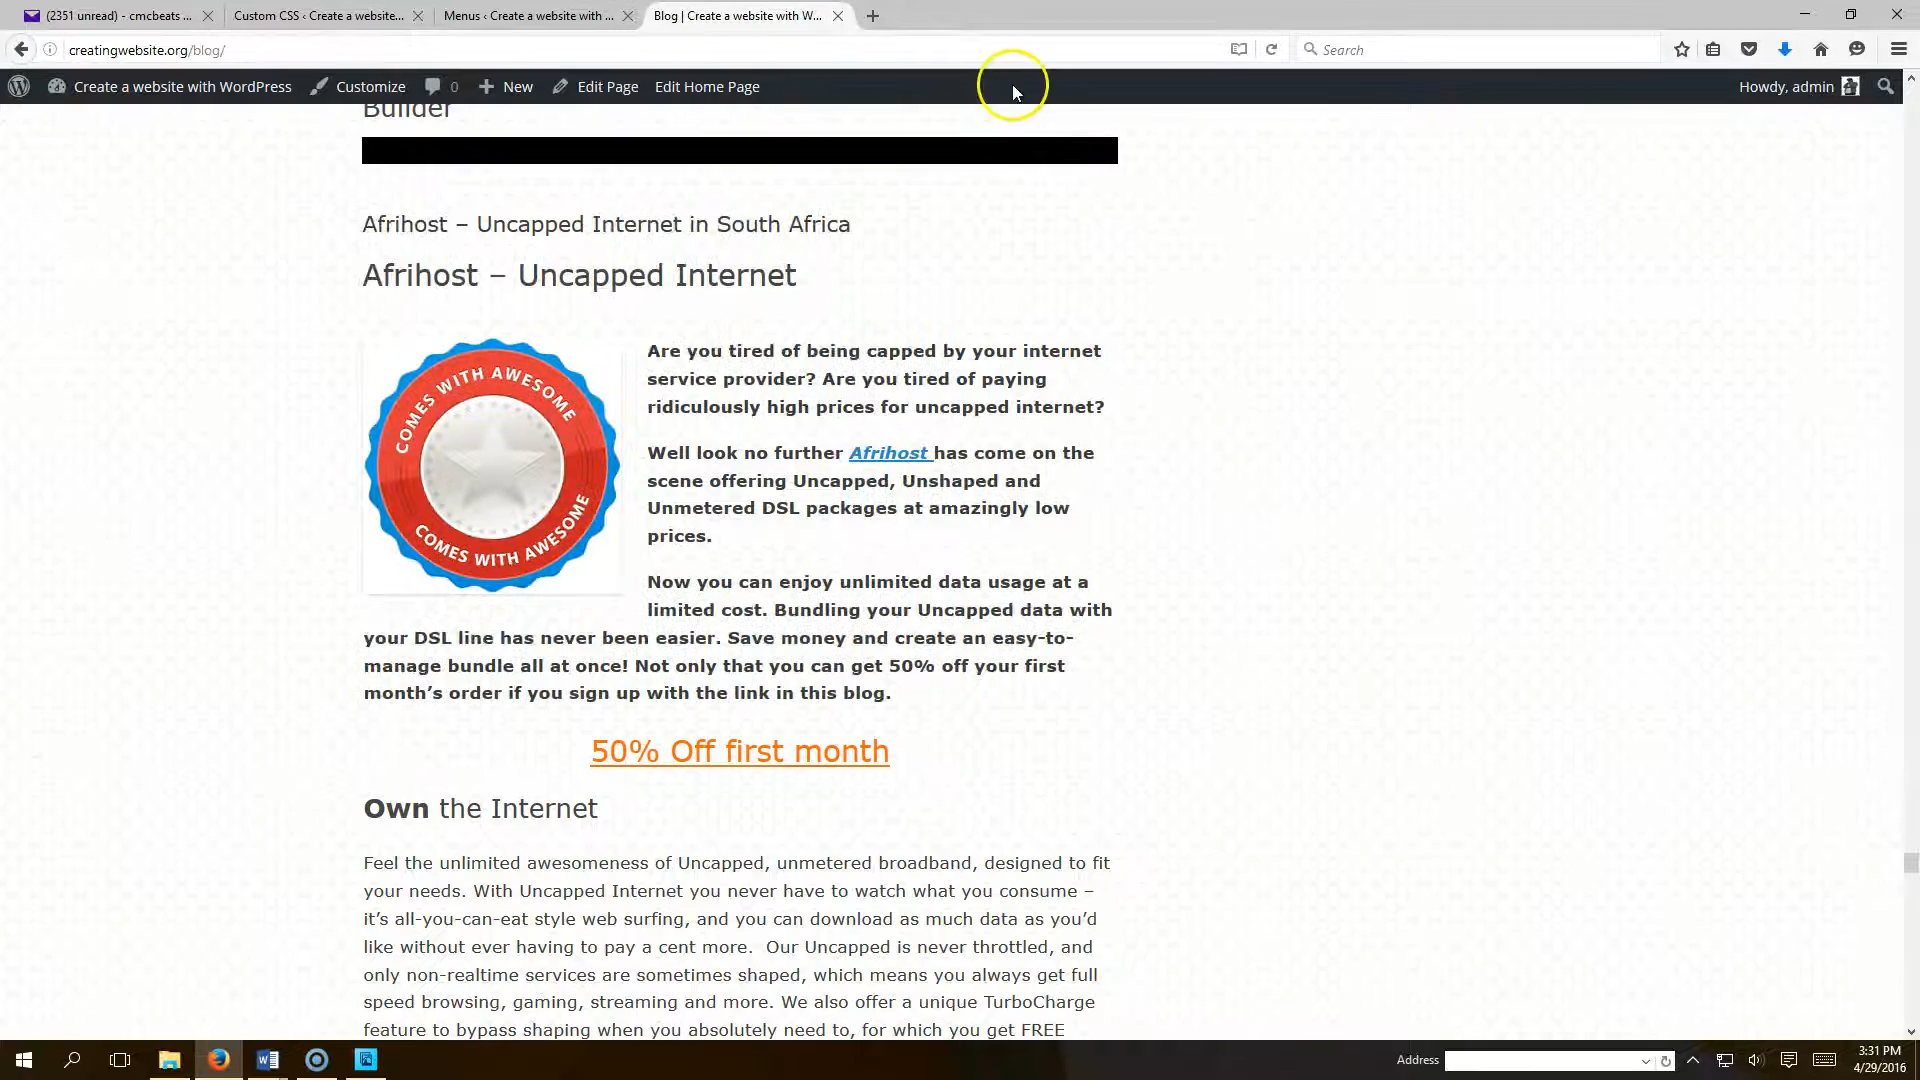 (2351 unread) - cmcbeats ...
Custom CSS ‹ Create a website...
Menus ‹ Create a website with ...
Blog | Create a website with W...
creatingwebsite.org/blog/
Search
Create a website with WordPress
Customize
0
New
Edit Page
Edit Home Page
Howdy, admin
Builder
Afrihost – Uncapped Internet in South Africa
Afrihost – Uncapped Internet
COMES WITH AWESOME
COMES WITH AWESOME
Are you tired of being capped by your internet
service provider? Are you tired of paying
ridiculously high prices for uncapped internet?
Well look no further Afrihost has come on the
scene offering Uncapped, Unshaped and
Unmetered DSL packages at amazingly low
prices.
Now you can enjoy unlimited data usage at a
limited cost. Bundling your Uncapped data with
your DSL line has never been easier. Save money and create an easy-to-
manage bundle all at once! Not only that you can get 50% off your first
month’s order if you sign up with the link in this blog.
50% Off first month
Own the Internet
Feel the unlimited awesomeness of Uncapped, unmetered broadband, designed to fit
your needs. With Uncapped Internet you never have to watch what you consume –
it’s all-you-can-eat style web surfing, and you can download as much data as you’d
like without ever having to pay a cent more.  Our Uncapped is never throttled, and
only non-realtime services are sometimes shaped, which means you always get full
speed browsing, gaming, streaming and more. We also offer a unique TurboCharge
feature to bypass shaping when you absolutely need to, for which you get FREE
Address
3:31 PM
4/29/2016